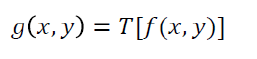 g(x, y) = T[f(x, y)]